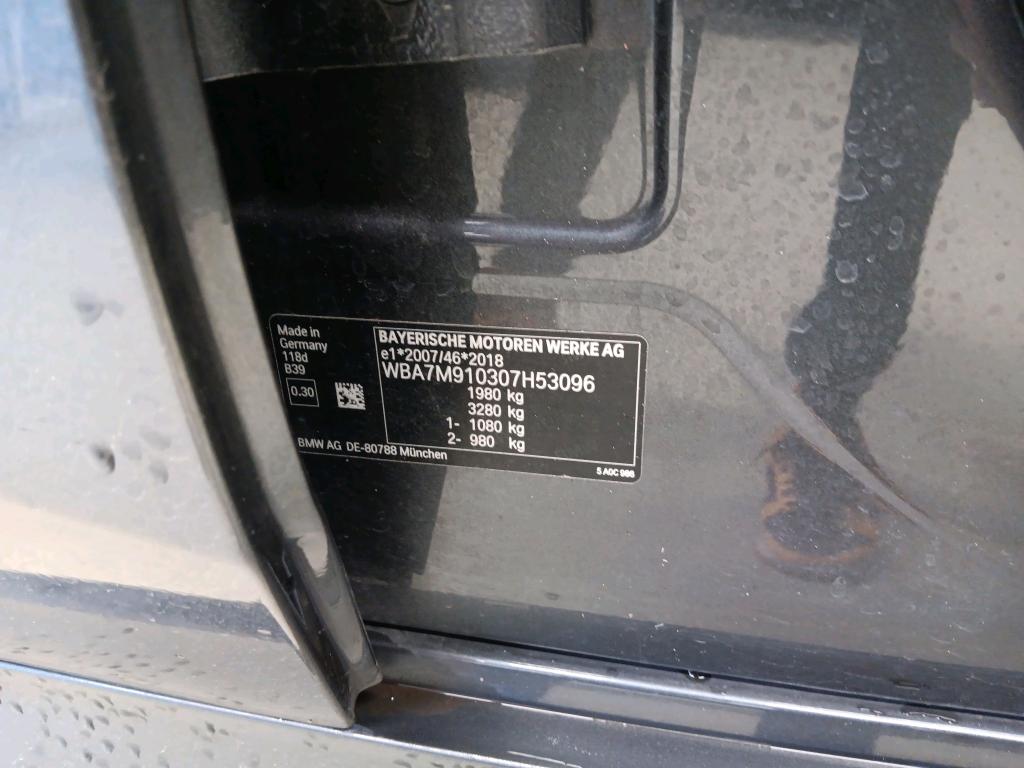 Made in
Germany
118d
B39
0.30
BMW AG DE-80788 München
BAYERISCHE MOTOREN WERKE AG
e1*2007/46*2018
WBA7M910307H53096
1980 kg
3280 kg
1- 1080 kg
2- 980 kg
5 A0C 986